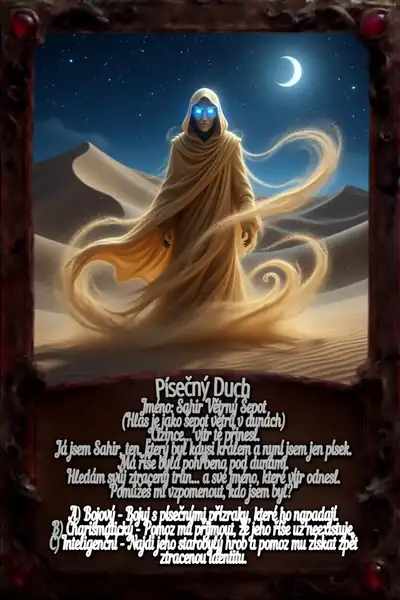 Písečný Duch
Jméno: Sahir Větrný Šepot
(Hlas je jako šepot větru v dunách)
"Cizince... vítr tě přinesl.
Já jsem Sahir, ten, který byl kdysi králem a nyní jsem jen písek.
Má říše byla pohřbena pod dunami.
Hledám svůj ztracený trůn... a své jméno, které vítr odnesl.
Pomůžeš mi vzpomenout, kdo jsem byl?"
A) Bojový - Bojuj s písečnými přízraky, které ho napadají.
B) Charismatický - Pomoz mu přijmout, že jeho říše už neexistuje.
C) Inteligenční - Najdi jeho starobylý hrob a pomoz mu získat zpět
ztracenou identitu.